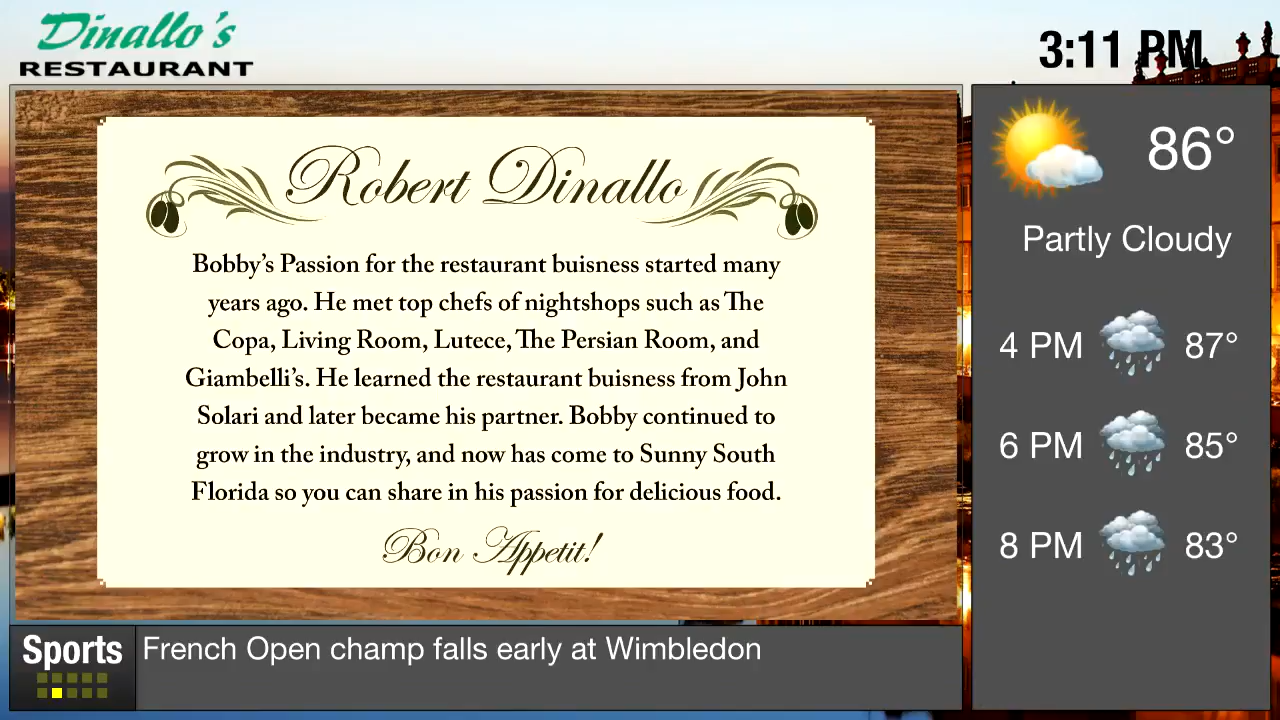 Dinallo's
RESTAURANT
3:11 PM
Robert Dinallo
Bobby's Passion for the restaurant buisness started many
years ago. He met top chefs of nightshops such as The
Copa, Living Room, Lutece, The Persian Room, and
Giambelli's. He learned the restaurant buisness from John
Solari and later became his partner. Bobby continued to
grow in the industry, and now has come to Sunny South
Florida so you can share in his passion for delicious food.
Bon Appetit!
86°
Partly Cloudy
4 PM 87°
6 PM 85°
8 PM 83°
Sports
French Open champ falls early at Wimbledon